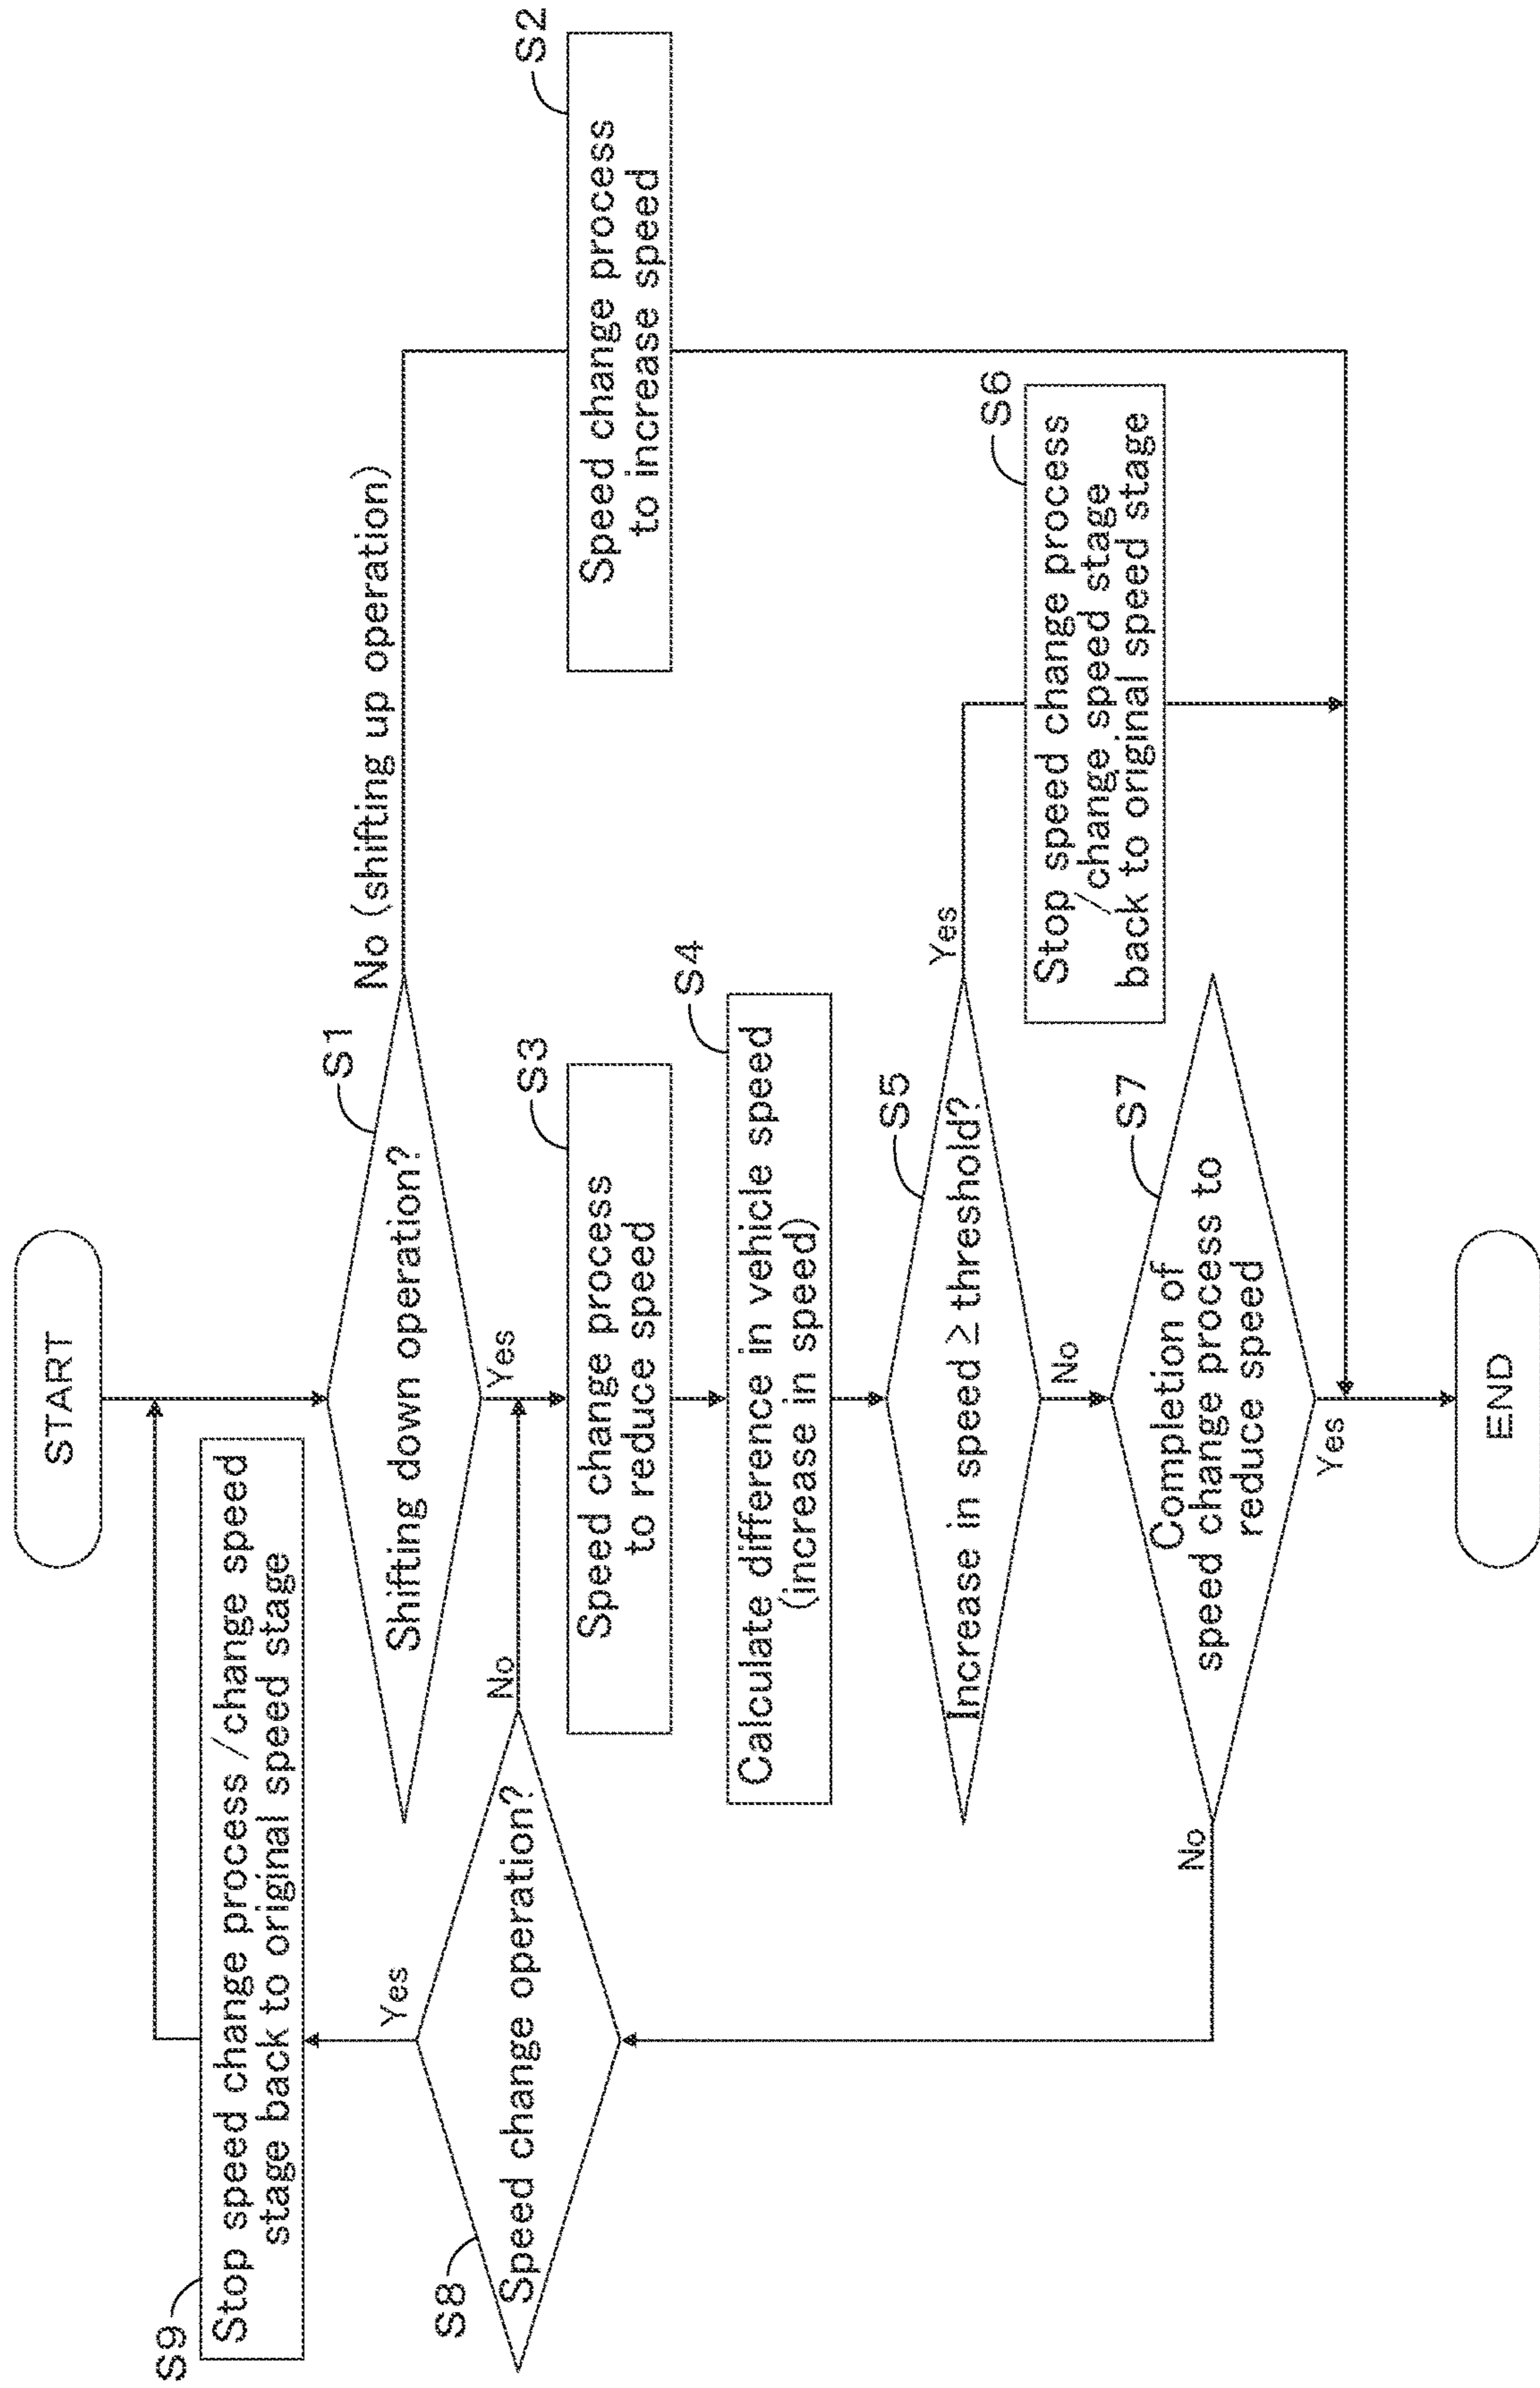 START
S9
Stop speed change process / change speed
stage back to original speed stage
S1
Shifting down operation?
No (shifting up operation)
Yes
S2
Speed change process
to increase speed
S8
Speed change operation?
Yes
No
S3
Speed change process
to reduce speed
S4
Calculate difference in vehicle speed
(increase in speed)
S5
Increase in speed ≥ threshold?
Yes
No
S6
Stop speed change process
/change speed stage
back to original speed stage
S7
Completion of
speed change process to
reduce speed
No
Yes
END